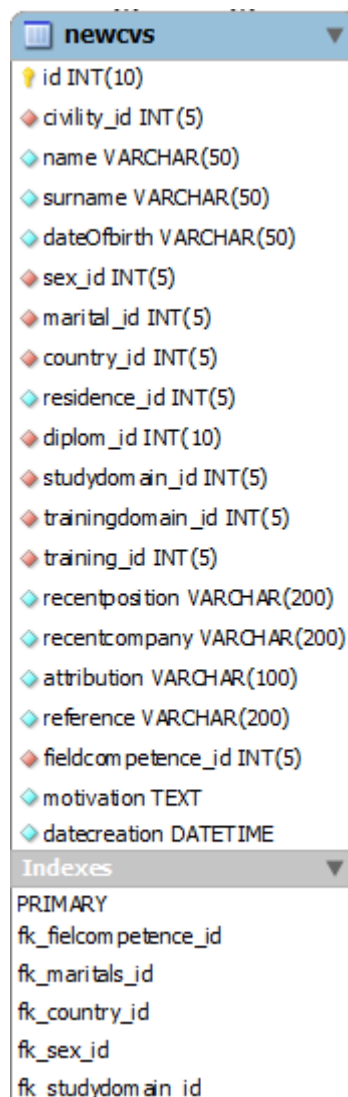 newcvs
id INT(10)
civility_id INT(5)
name VARCHAR(50)
surname VARCHAR(50)
dateOfbirth VARCHAR(50)
sex_id INT(5)
marital_id INT(5)
country_id INT(5)
residence_id INT(5)
diplom_id INT(10)
studydomain_id INT(5)
trainingdomain_id INT(5)
training_id INT(5)
recentposition VARCHAR(200)
recentcompany VARCHAR(200)
attribution VARCHAR(100)
reference VARCHAR(200)
fieldcompetence_id INT(5)
motivation TEXT
datecreation DATETIME
Indexes
PRIMARY
fk_fielcompetence_id
fk_maritals_id
fk_country_id
fk_sex_id
fk_studydomain_id